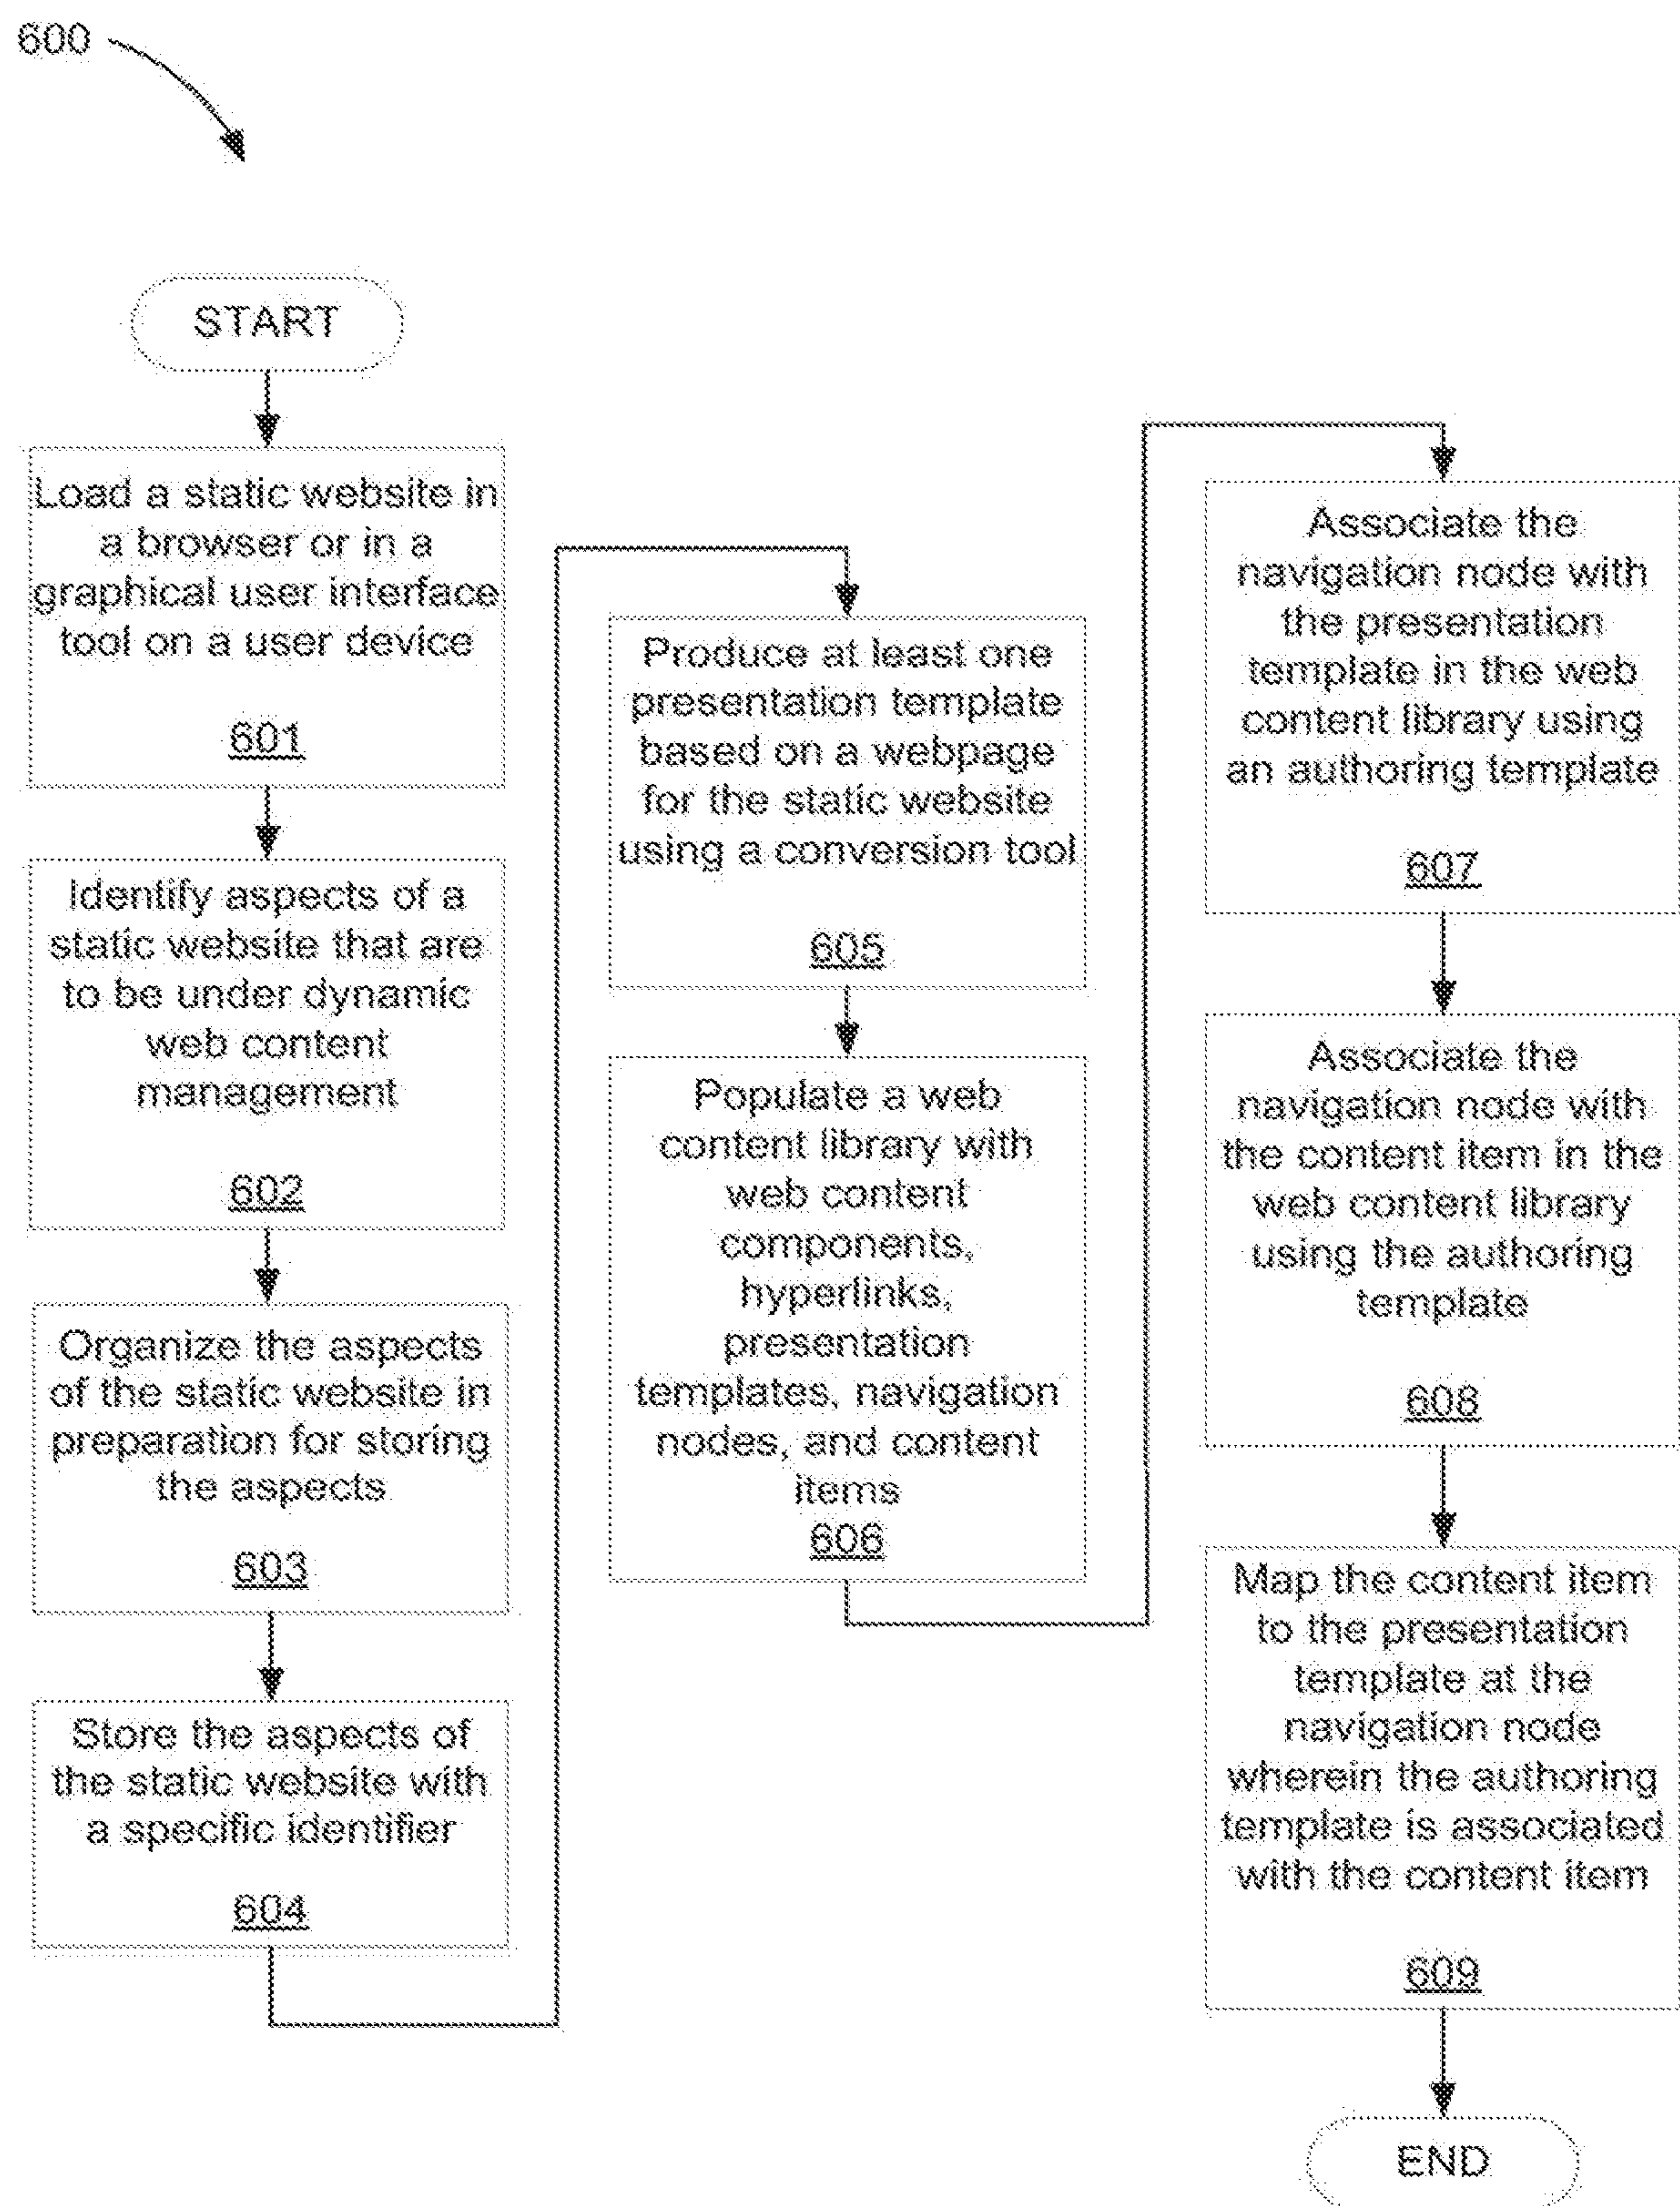 600
START
Load a static website in
a browser or in a
graphical user interface
tool on a user device
601
Identify aspects of a
static website that are
to be under dynamic
web content
management
602
Organize the aspects
of the static website in
preparation for storing
the aspects
603
Store the aspects of
the static website with
a specific identifier
604
Produce at least one
presentation template
based on a webpage
for the static website
using a conversion tool
605
Populate a web
content library with
web content
components,
hyperlinks,
presentation
templates, navigation
nodes, and content
items
606
Associate the
navigation node with
the presentation
template in the web
content library using
an authoring template
607
Associate the
navigation node with
the content item in the
web content library
using the authoring
template
608
Map the content item
to the presentation
template at the
navigation node
wherein the authoring
template is associated
with the content item
609
END